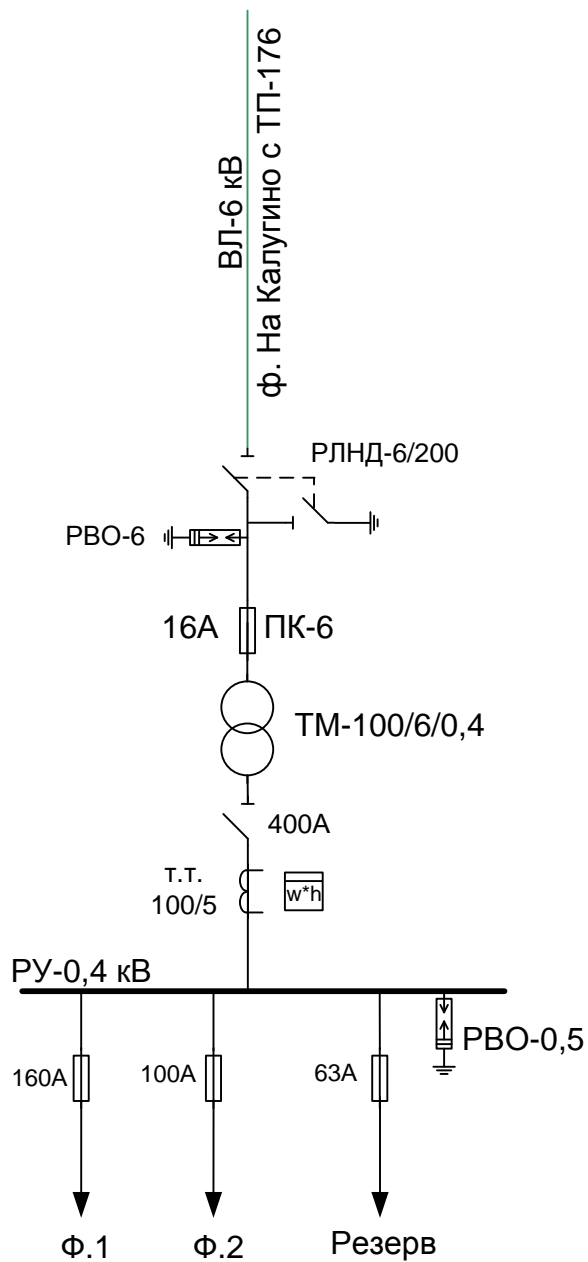 ВЛ-6 кВ
ф. На Калугино с ТП-176
РЛНД-6/200
РВО-6
16А ПК-6
ТМ-100/6/0,4
400А
т.т.
100/5
w*h
РУ-0,4 кВ
РВО-0,5
160А
100А
63А
Ф.1
Ф.2
Резерв